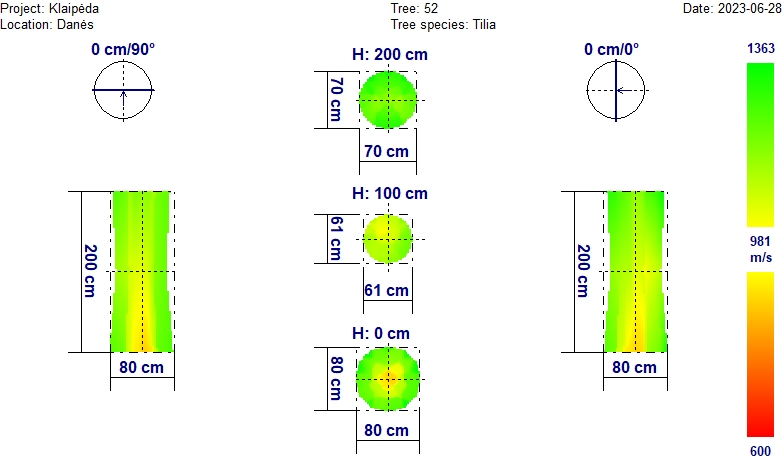 Project: Klaipėda
Tree: 52
Date: 2023-06-28
Location: Danės
Tree species: Tilia
0 cm/90°
H: 200 cm
0 cm/0°
1363
70 cm
70 cm
H: 100 cm
61 cm
61 cm
200 cm
200 cm
981
m/s
H: 0 cm
80 cm
80 cm
80 cm
80 cm
600